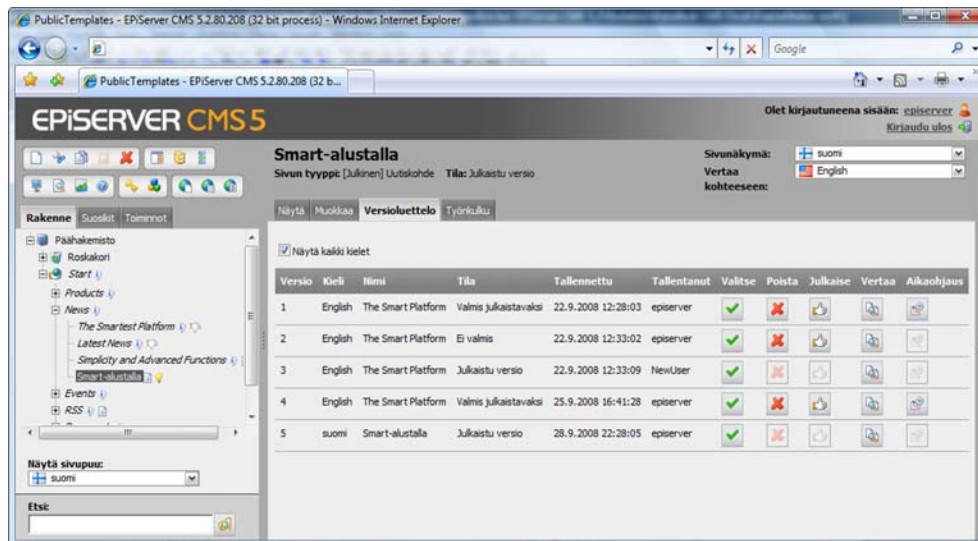 PublicTemplates - EPiServer CMS 5.2.80.208 (32 bit process) - Windows Internet Explorer
Google
PublicTemplates - EPiServer CMS 5.2.80.208 (32 b...
EPiSERVER CMS 5
Olet kirjautuneena sisään: episerver
Kirjaudu ulos
Smart-alustalla
Sivun tyyppi: [Julkinen] Uutiskohde Tila: Julkaistu versio
Sivunäkymä: suomi
Vertaa kohteeseen: English
Rakenne Suosikit Toiminnot
Näytä Muokkaa Versioluettelo Työnkulku
Päähakemisto
Roskakori
Start
Products
News
The Smartest Platform
Latest News
Simplicity and Advanced Functions
Smart-alustalla
Events
RSS
Näytä sivupuu:
suomi
Etsi:
Näytä kaikki kielet
Versio Kieli Nimi Tila Tallennettu Tallentanut Valitse Poista Julkaise Vertaa Aikaohjaus
1 English The Smart Platform Valmis julkaistavaksi 22.9.2008 12:28:03 episerver
2 English The Smart Platform Ei valmis 22.9.2008 12:33:02 episerver
3 English The Smart Platform Julkaistu versio 22.9.2008 12:33:09 NewUser
4 English The Smart Platform Valmis julkaistavaksi 25.9.2008 16:41:28 episerver
5 suomi Smart-alustalla Julkaistu versio 28.9.2008 22:28:05 episerver